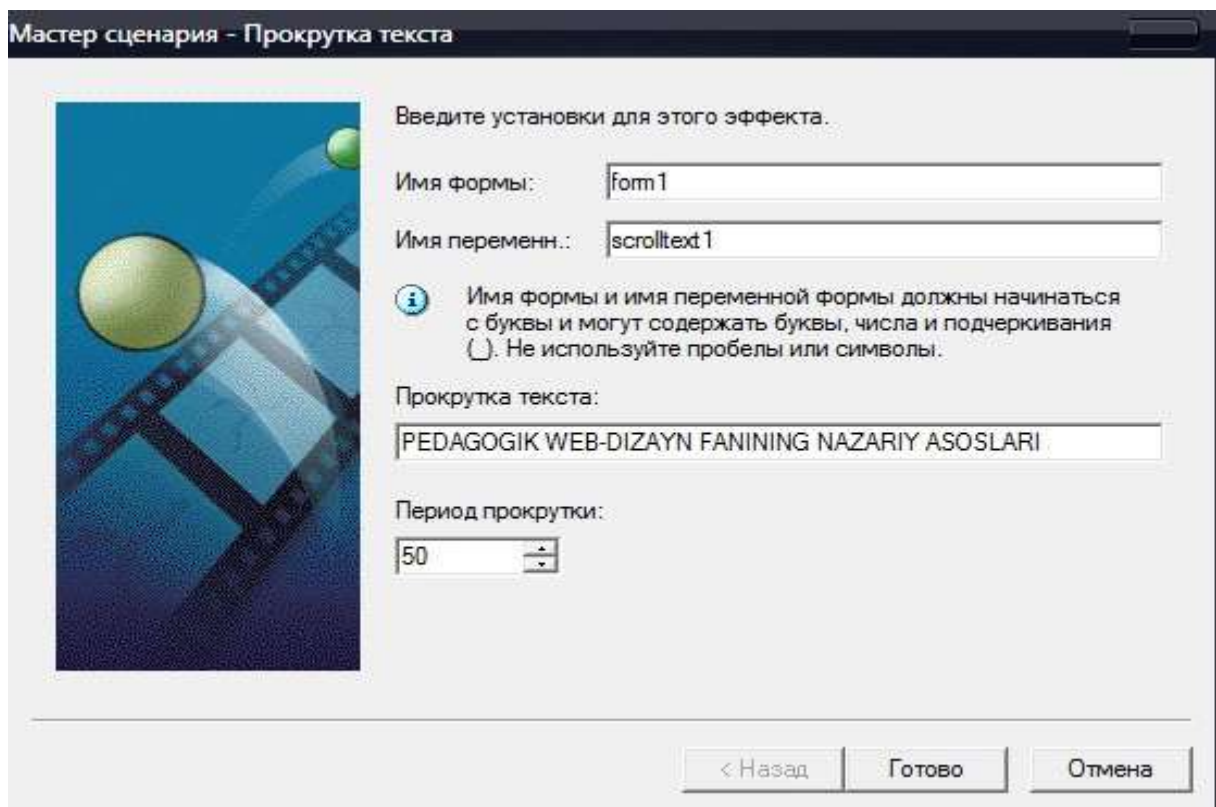 Мастер сценария - Прокрутка текста
Введите установки для этого эффекта.
Имя формы: form1
Имя переменн.: scrolltext1
Имя формы и имя переменной формы должны начинаться
с буквы и могут содержать буквы, числа и подчеркивания
(_). Не используйте пробелы или символы.
Прокрутка текста:
PEDAGOGIK WEB-DIZAYN FANINING NAZARIY ASOSLARI
Период прокрутки:
50
< Назад Готово Отмена